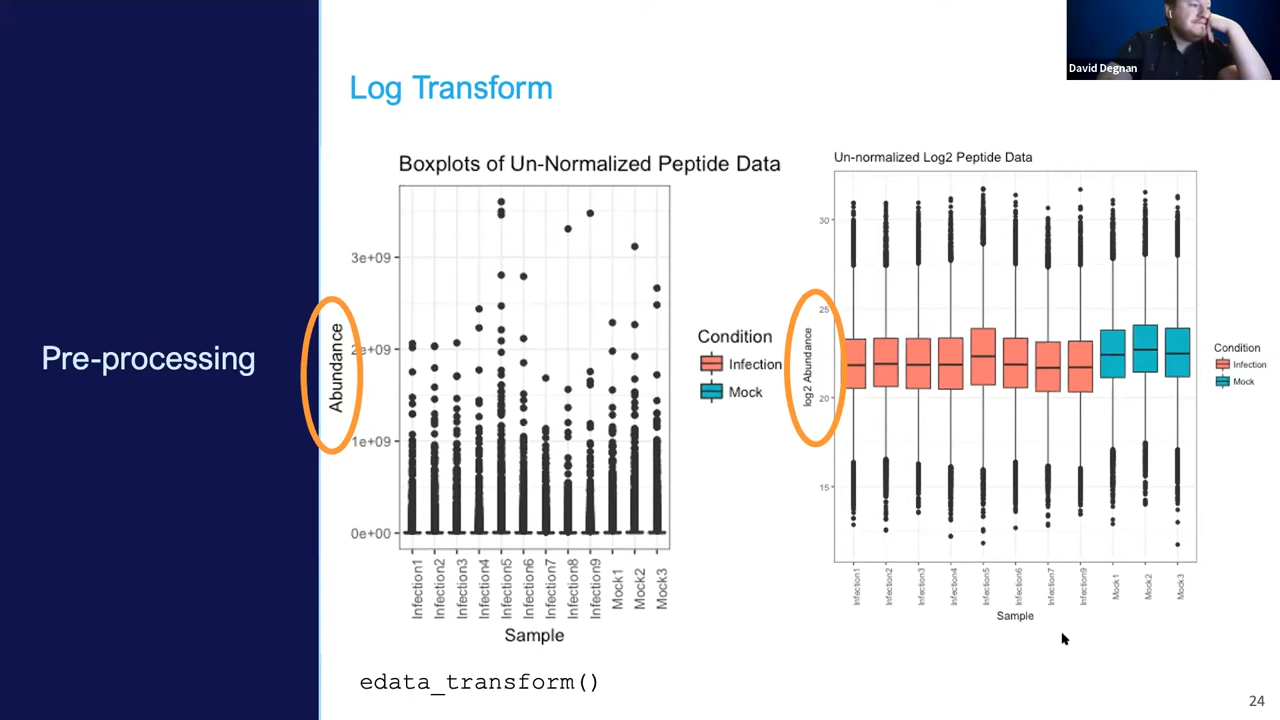 David Degnan
Log Transform
Pre-processing
Boxplots of Un-Normalized Peptide Data
Abundance
3e+09
2e+09
1e+09
0e+00
Infection1
Infection2
Infection3
Infection4
Infection5
Infection6
Infection7
Infection8
Infection9
Mock1
Mock2
Mock3
Sample
Condition
Infection
Mock
Un-normalized Log2 Peptide Data
log2 Abundance
30
25
20
15
Infection1
Infection2
Infection3
Infection4
Infection5
Infection6
Infection7
Infection9
Mock1
Mock2
Mock3
Sample
Condition
Infection
Mock
edata_transform()
24